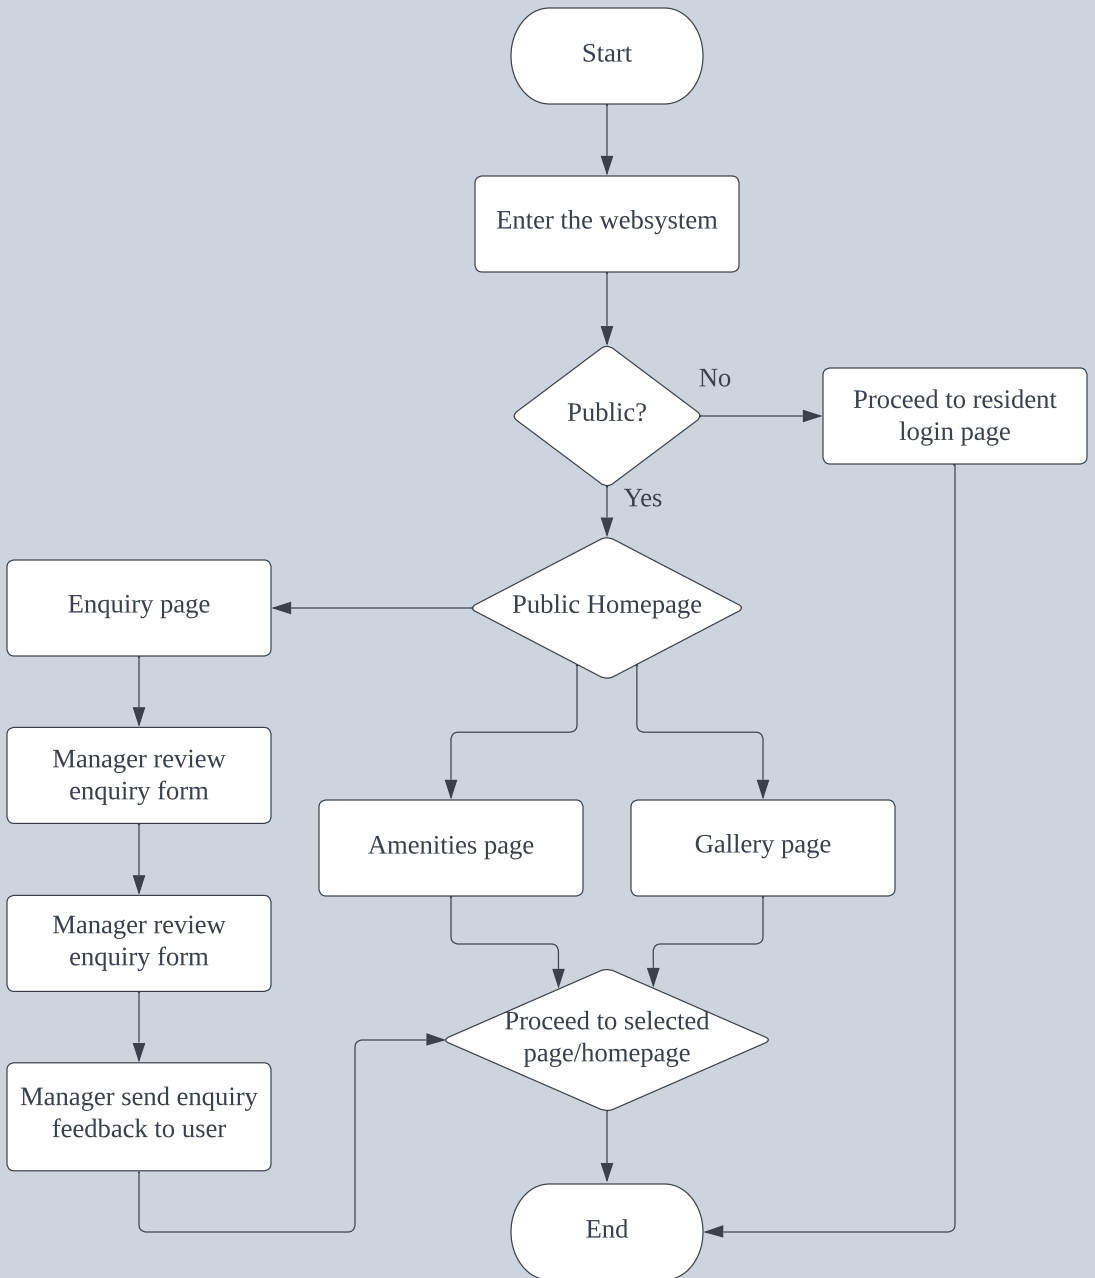 Start
Enter the websystem
Public?
No
Proceed to resident
login page
Yes
Public Homepage
Enquiry page
Manager review
enquiry form
Amenities page
Gallery page
Manager review
enquiry form
Proceed to selected
page/homepage
Manager send enquiry
feedback to user
End